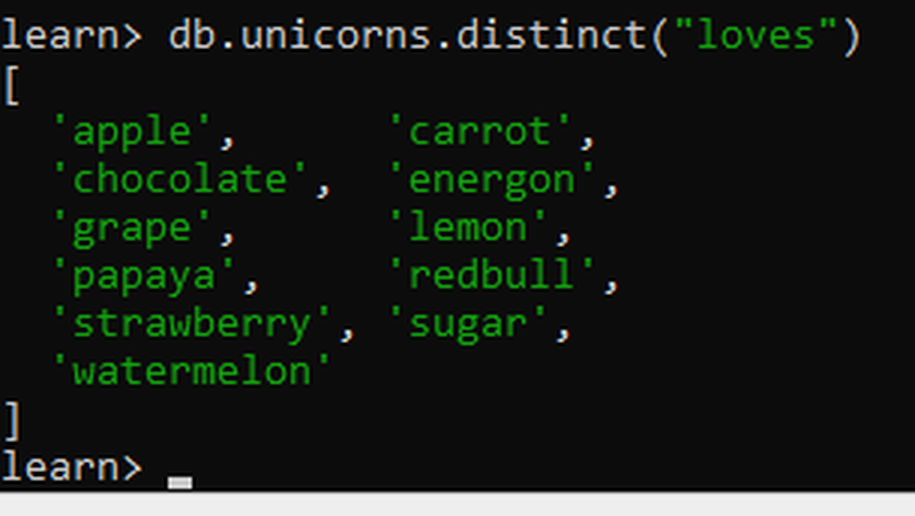 learn> db.unicorns.distinct("loves")
[
  'apple',      'carrot',
  'chocolate',  'energon',
  'grape',      'lemon',
  'papaya',     'redbull',
  'strawberry', 'sugar',
  'watermelon'
]
learn>